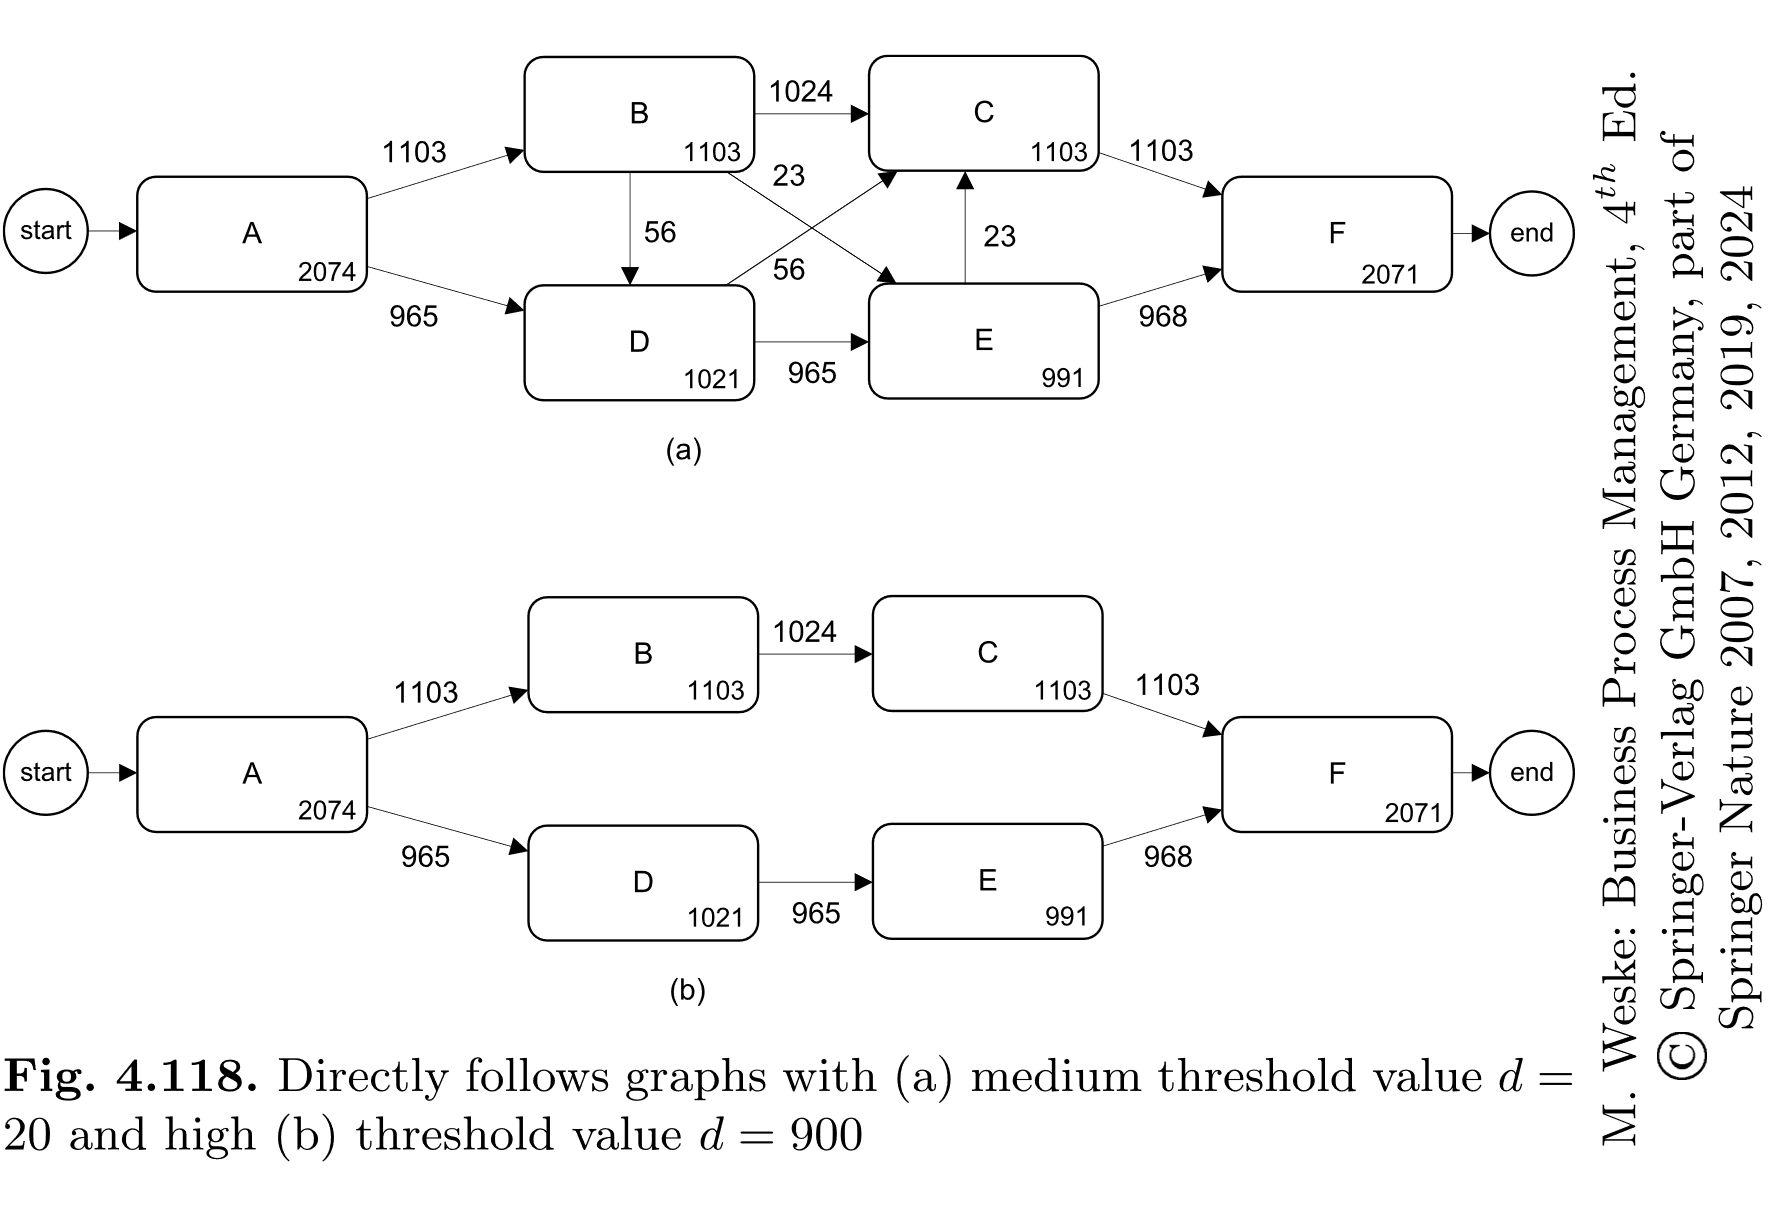 1103
B
1103
1024
C
1103
1103
start
A
2074
23
56
56
23
F
2071
end
965
D
1021
965
E
991
968
(a)
1103
B
1103
1024
C
1103
1103
start
A
2074
F
2071
end
965
D
1021
965
E
991
968
(b)
Fig. 4.118. Directly follows graphs with (a) medium threshold value d =
20 and high (b) threshold value d = 900
M. Weske: Business Process Management, 4th Ed.
© Springer-Verlag GmbH Germany, part of
Springer Nature 2007, 2012, 2019, 2024